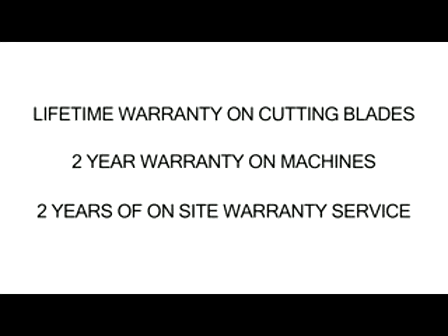 LIFETIME WARRANTY ON CUTTING BLADES
2 YEAR WARRANTY ON MACHINES
2 YEARS OF ON SITE WARRANTY SERVICE